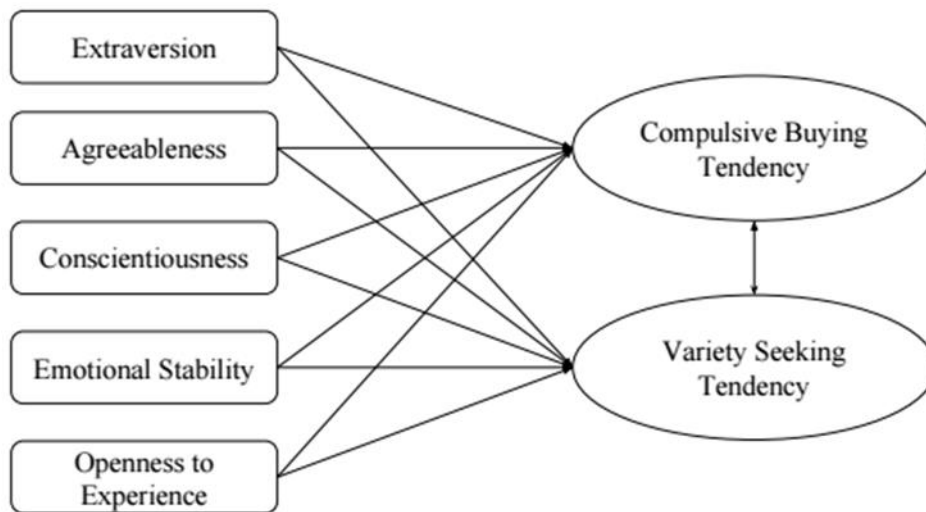 Extraversion
Agreeableness
Conscientiousness
Emotional Stability
Openness to
Experience
Compulsive Buying
Tendency
Variety Seeking
Tendency